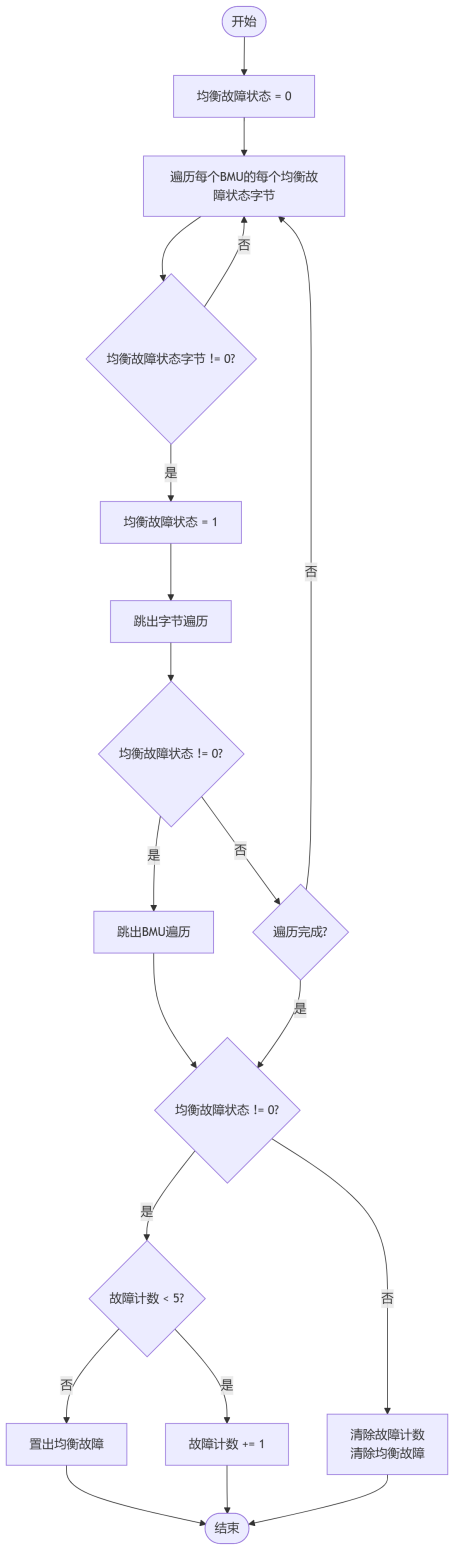 开始
均衡故障状态 = 0
遍历每个BMU的每个均衡故
障状态字节
否
均衡故障状态字节 != 0?
是
均衡故障状态 = 1
否
跳出字节遍历
均衡故障状态 != 0?
是
否
跳出BMU遍历
遍历完成?
是
均衡故障状态 != 0?
是
故障计数 < 5?
否
否
是
置出均衡故障
故障计数 += 1
清除故障计数
清除均衡故障
结束